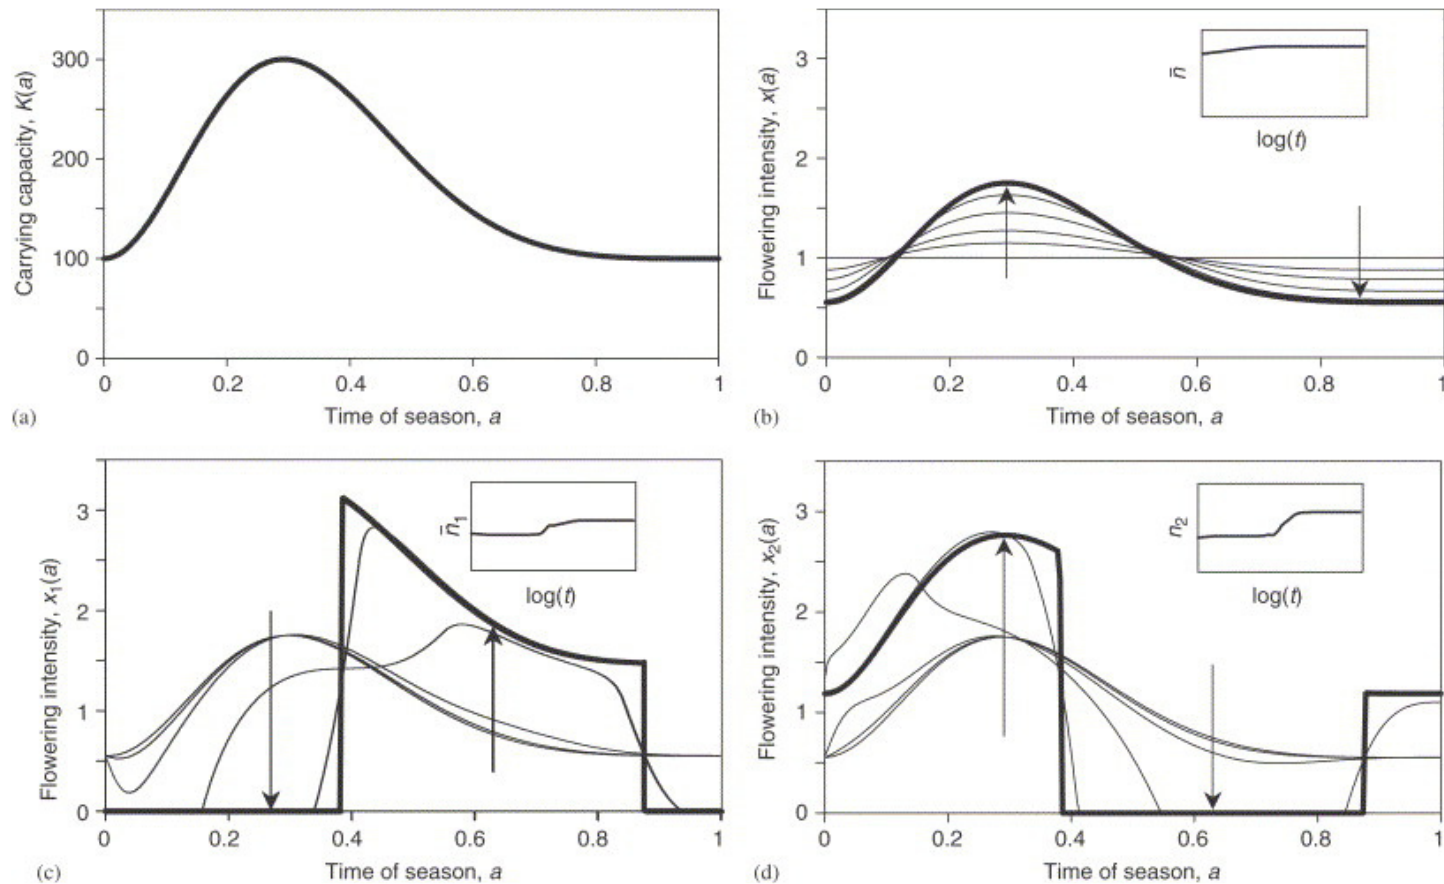 Carrying capacity, K(a)
300
200
100
0
0 0.2 0.4 0.6 0.8 1
Time of season, a
(a)
Flowering intensity, x(a)
3
2
1
0
0 0.2 0.4 0.6 0.8 1
Time of season, a
n̄
log(t)
(b)
Flowering intensity, x₁(a)
3
2
1
0
0 0.2 0.4 0.6 0.8 1
Time of season, a
n̄₁
log(t)
(c)
Flowering intensity, x₂(a)
3
2
1
0
0 0.2 0.4 0.6 0.8 1
Time of season, a
n₂
log(t)
(d)